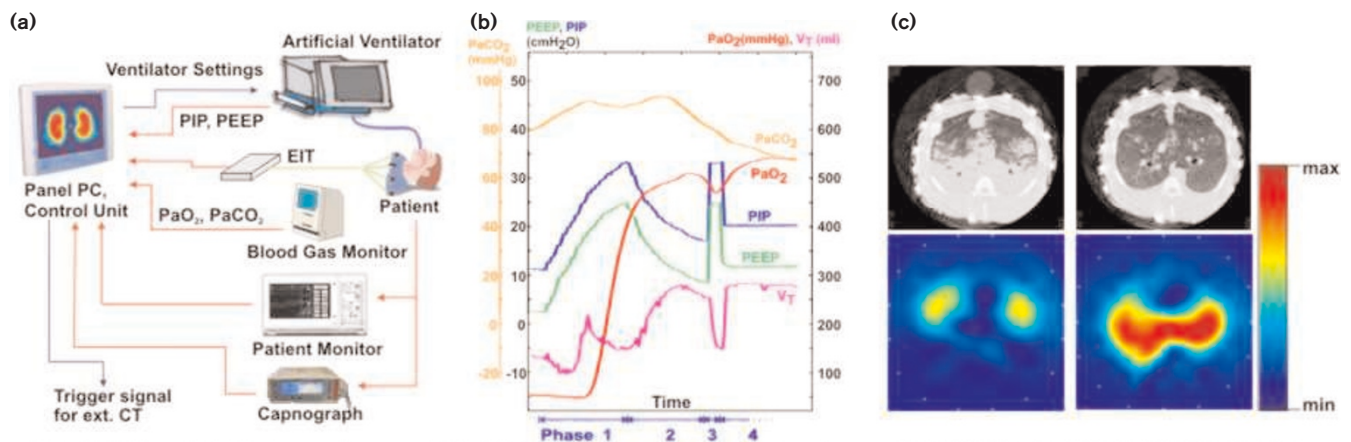 (a)
Artificial Ventilator
Ventilator Settings
PIP, PEEP
EIT
Panel PC,
Control Unit
Patient
PaO2, PaCO2
Blood Gas Monitor
Patient Monitor
Trigger signal
for ext. CT
Capnograph
(b)
PEEP, PIP
(cmH2O)
PaCO2
(mmHg)
PaO2(mmHg), VT (ml)
100
80
60
40
20
0
-20
50
40
30
20
10
0
-10
700
600
500
400
300
200
100
PaCO2
PaO2
PIP
PEEP
VT
Time
Phase 1 2 3 4
(c)
max
min